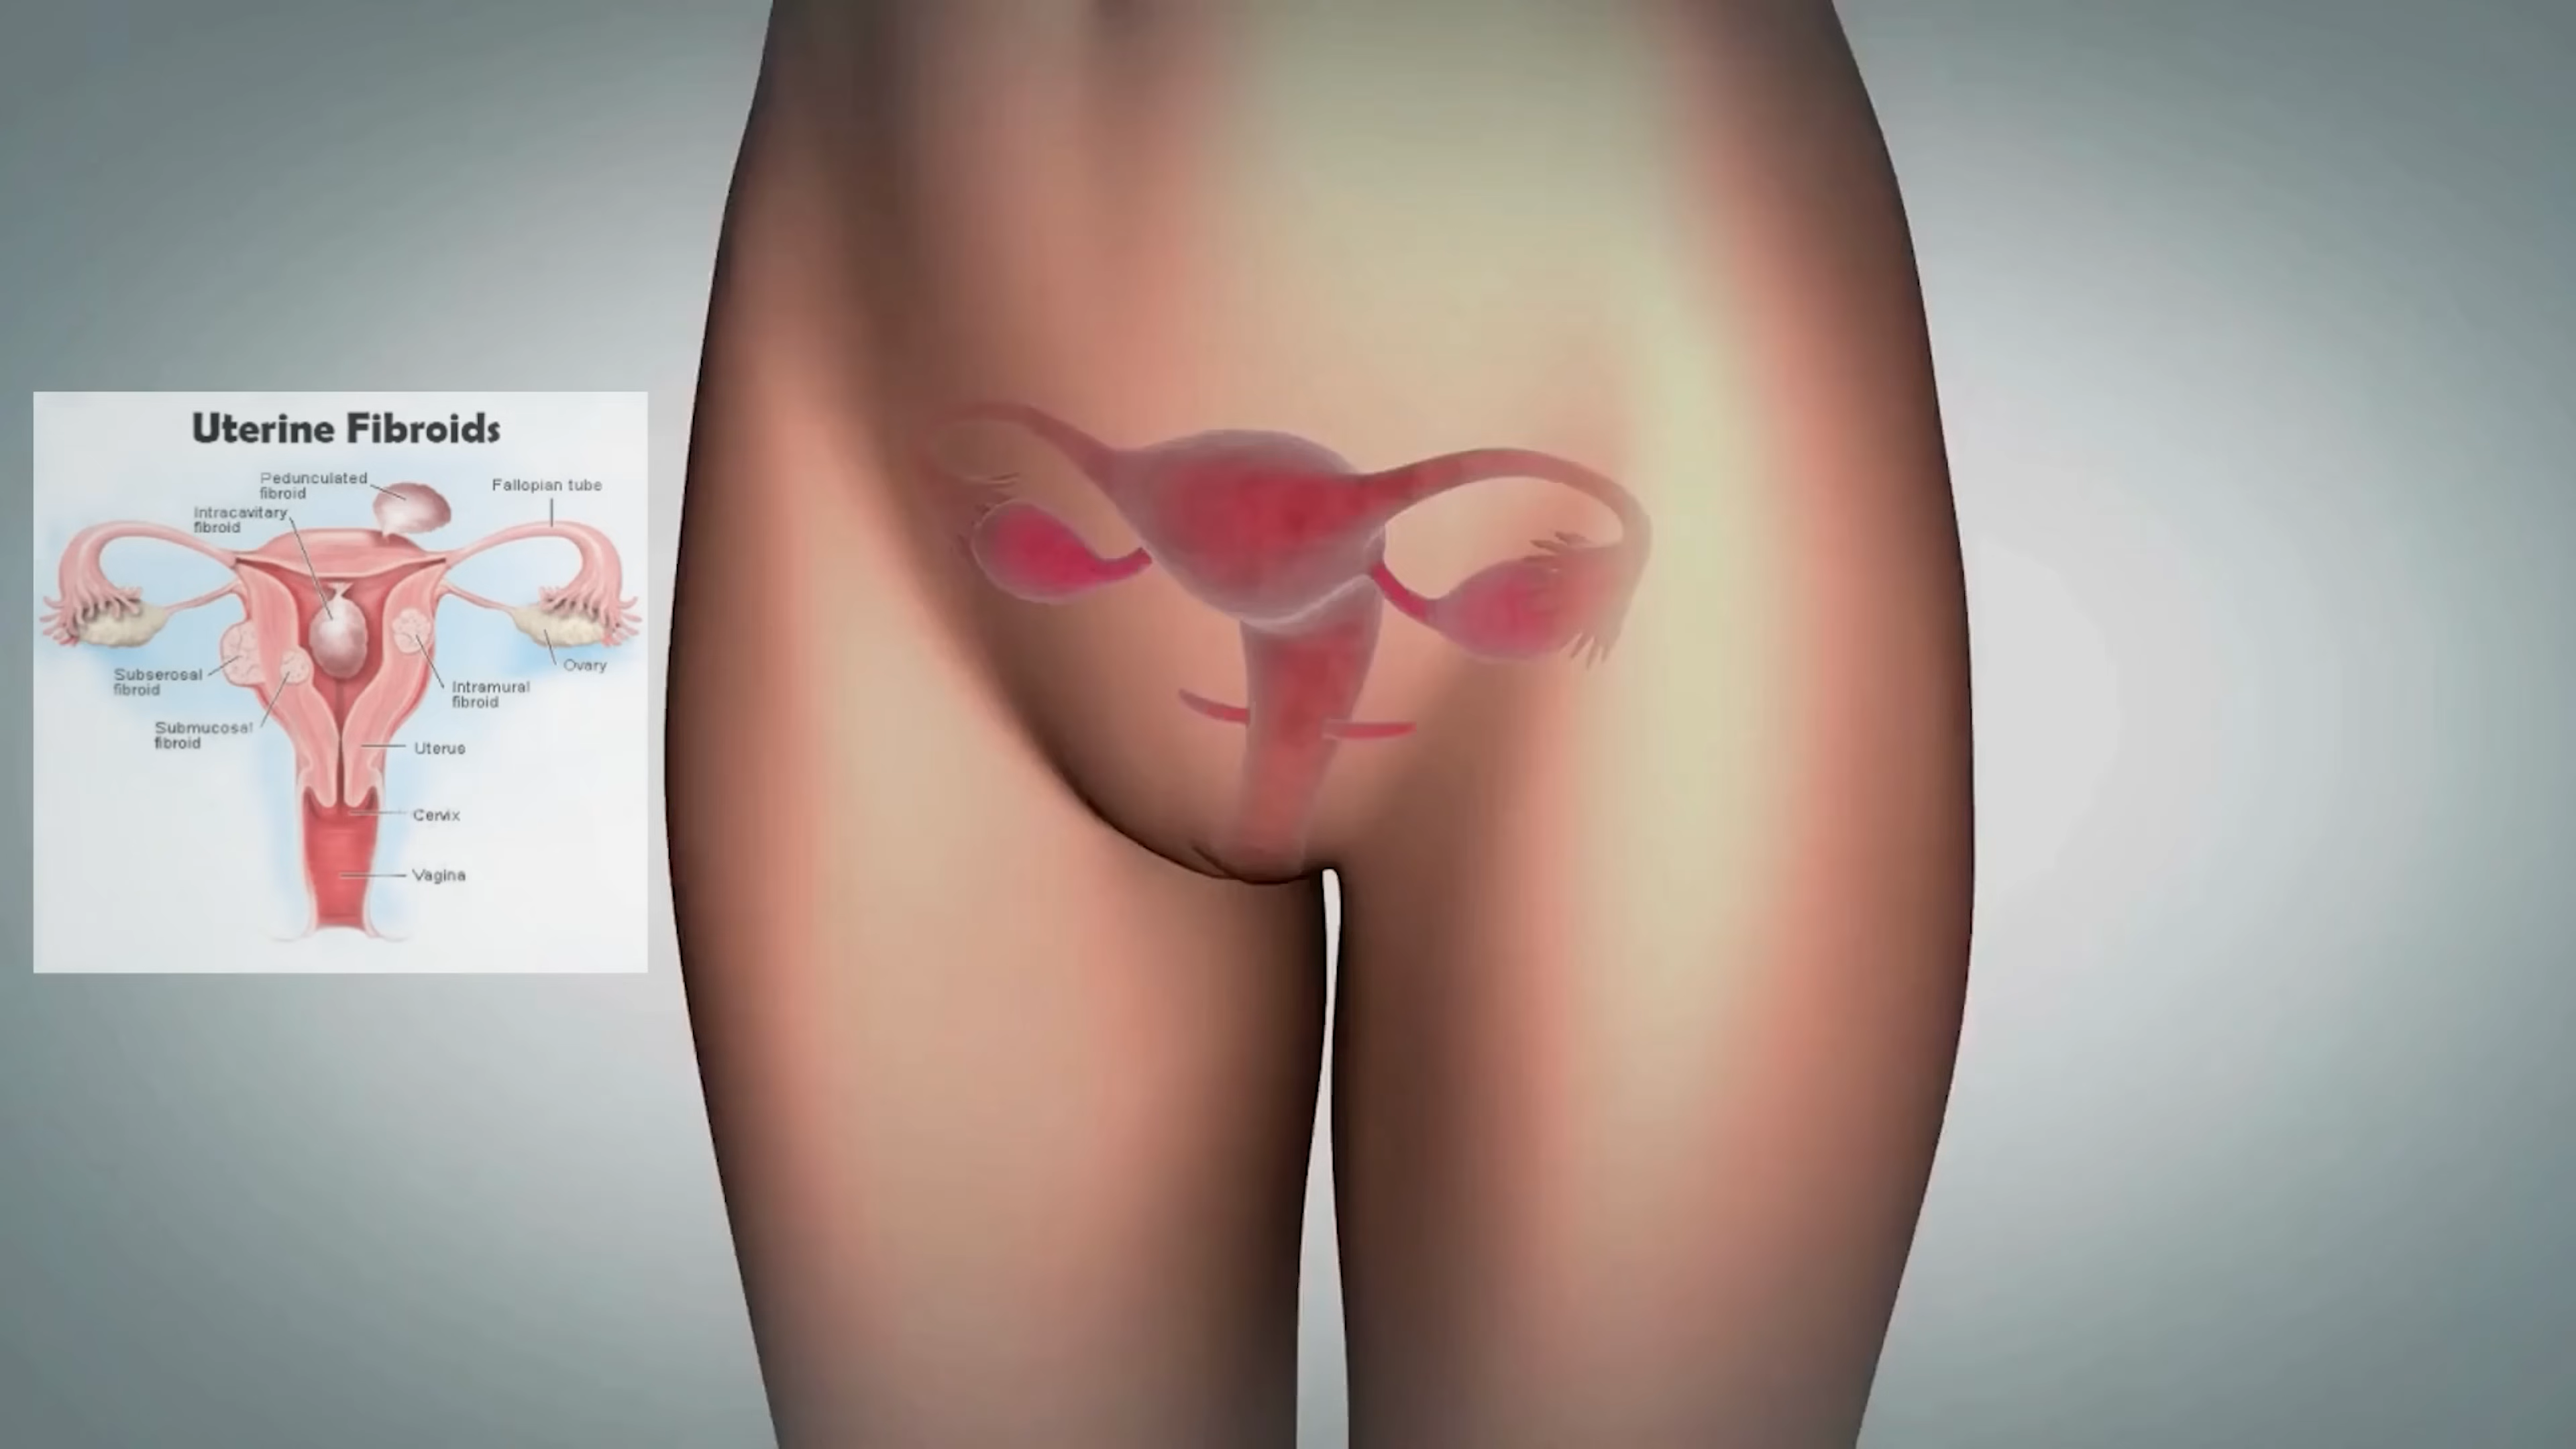 Uterine Fibroids
Pedunculated
fibroid
Fallopian tube
Intracavitary
fibroid
Subserosal
fibroid
Ovary
Intramural
fibroid
Submucosal
fibroid
Uterus
Cervix
Vagina